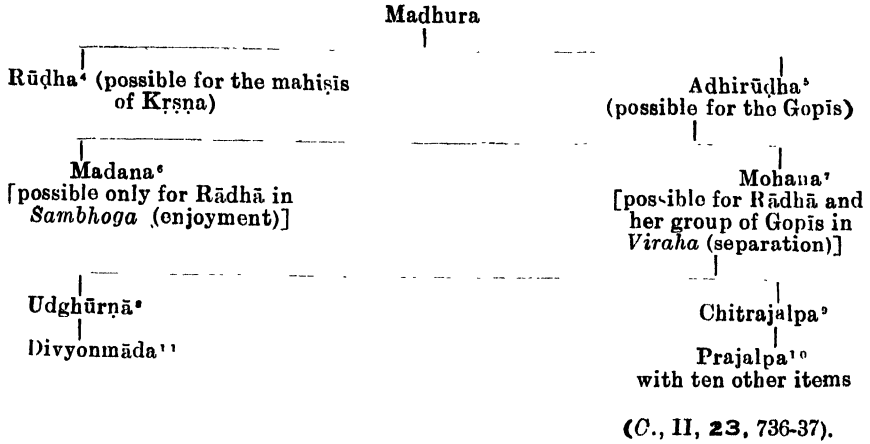 Madhura
Rūḍha⁴ (possible for the mahiṣīs
of Kṛṣṇa)
Adhirūḍha⁵
(possible for the Gopīs)
Madana⁶
[possible only for Rādhā in
Sambhoga (enjoyment)]
Mohana⁷
[possible for Rādhā and
her group of Gopīs in
Viraha (separation)]
Udghūrṇā⁸
Chitrajalpa⁹
Divyonmāda¹¹
Prajalpa¹⁰
with ten other items
(C., II, 23, 736-37).